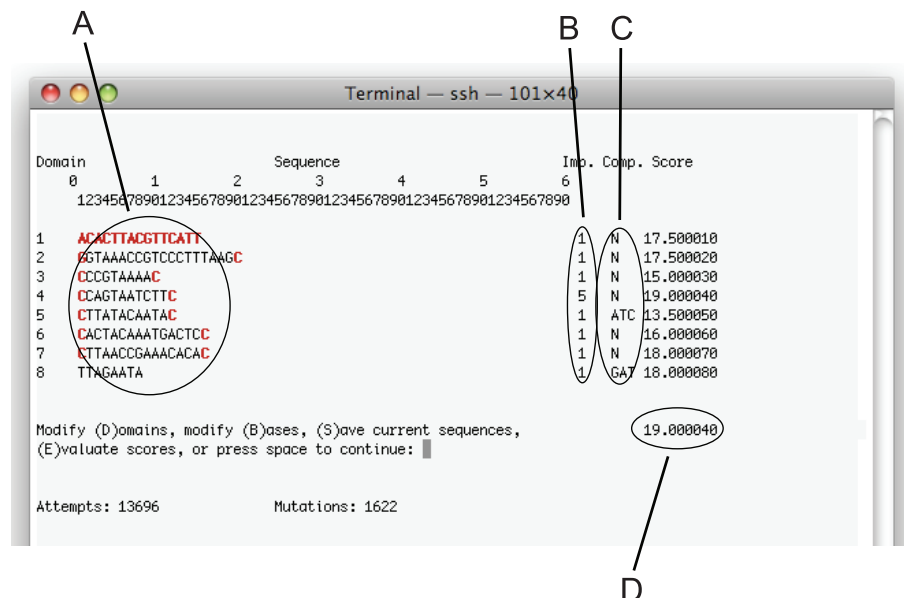 A B C
Terminal — ssh — 101×40
Domain Sequence Imp. Comp. Score
0 1 2 3 4 5 6
123456789012345678901234567890123456789012345678901234567890
1 ACACTTACGTTCATT 1 N 17.500010
2 GGTAAACCGTCCCTTTAAGC 1 N 17.500020
3 CCCGTAAAAC 1 N 15.000030
4 CCAGTAATCTTC 5 N 19.000040
5 CTTATACAATAC 1 ATC 13.500050
6 CACTACAAATGACTCC 1 N 16.000060
7 CTTAACCGAAACACAC 1 N 18.000070
8 TTAGAATA 1 GAT 18.000080
Modify (D)omains, modify (B)ases, (S)ave current sequences, 19.000040
(E)valuate scores, or press space to continue:
Attempts: 13696 Mutations: 1622
D